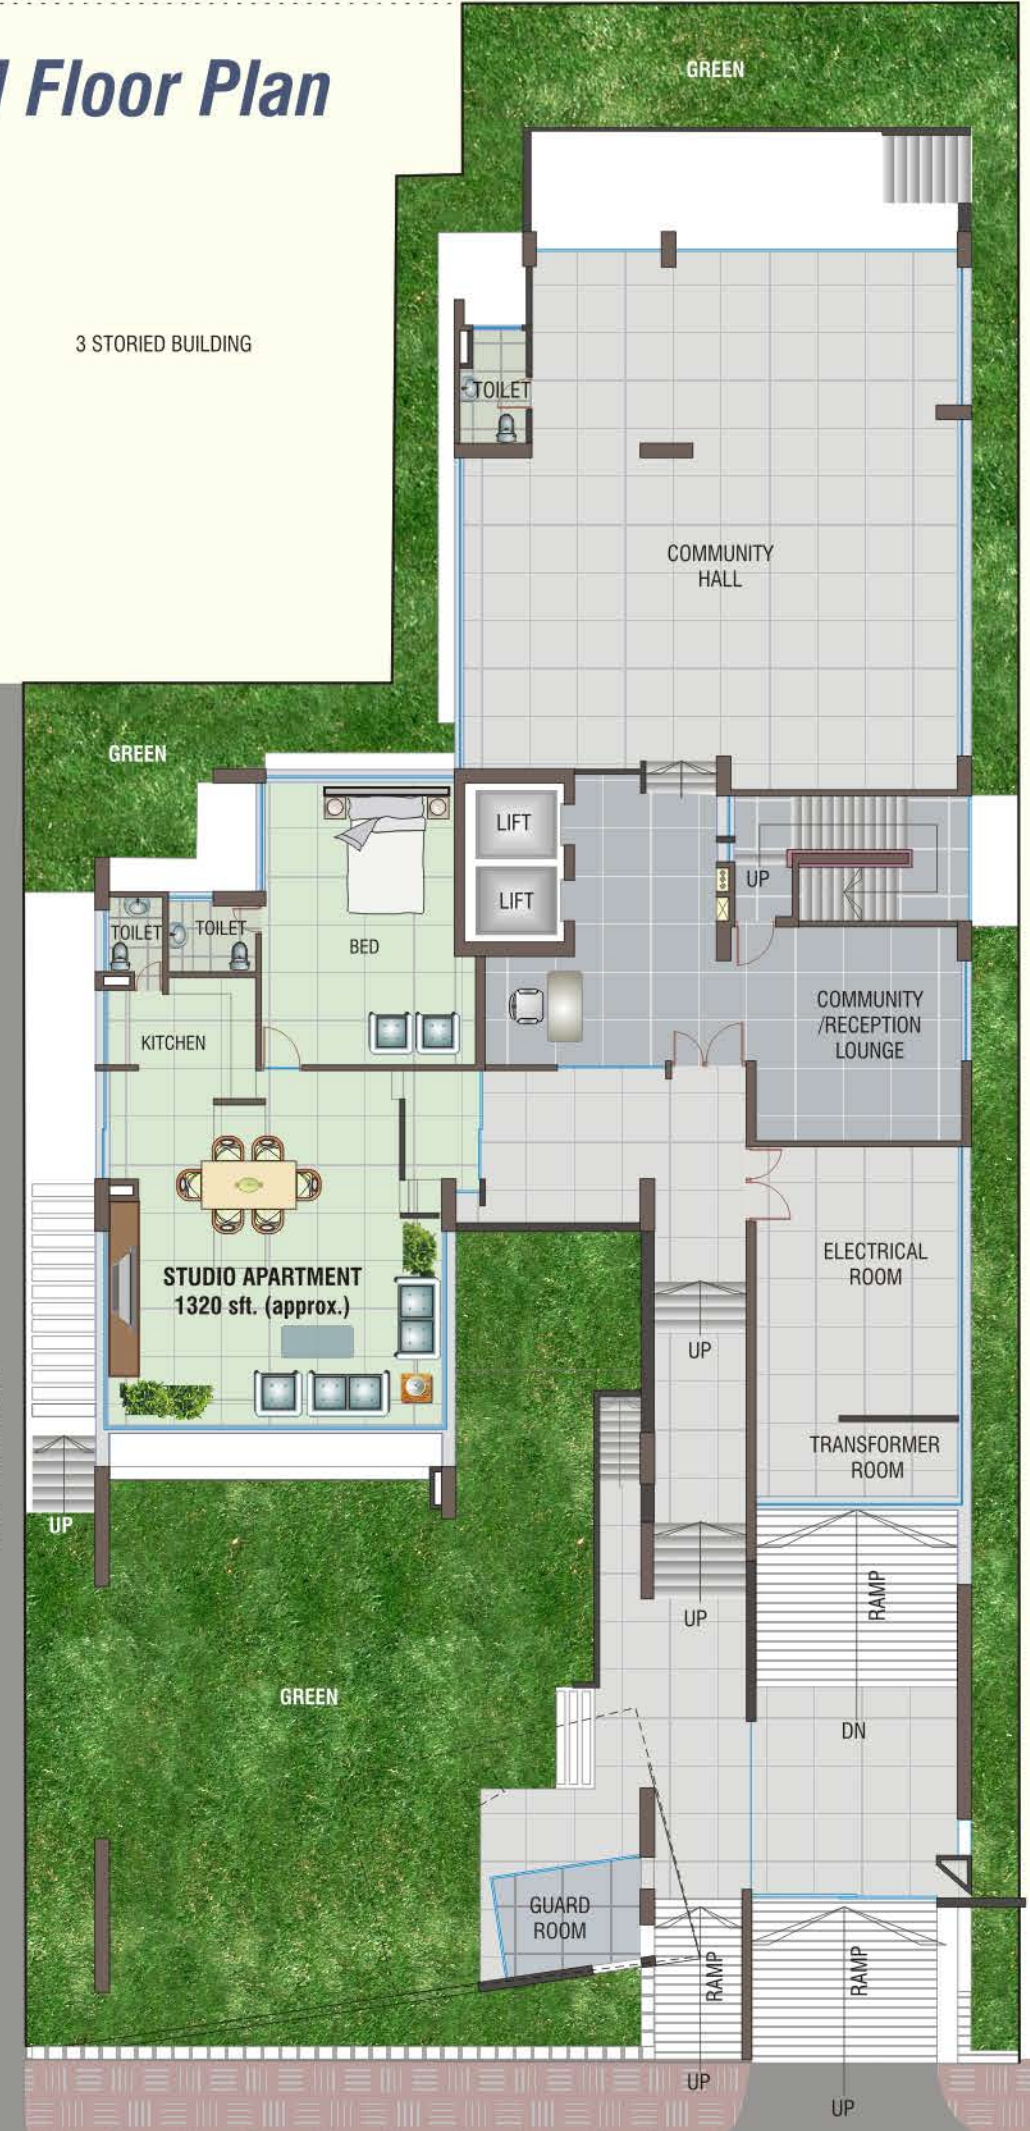 Floor Plan
GREEN
3 STORIED BUILDING
TOILET
COMMUNITY
HALL
GREEN
LIFT
LIFT
UP
TOILET
TOILET
BED
KITCHEN
COMMUNITY
/RECEPTION
LOUNGE
STUDIO APARTMENT
1320 sft. (approx.)
ELECTRICAL
ROOM
UP
TRANSFORMER
ROOM
UP
RAMP
UP
GREEN
DN
GUARD
ROOM
RAMP
RAMP
UP
UP